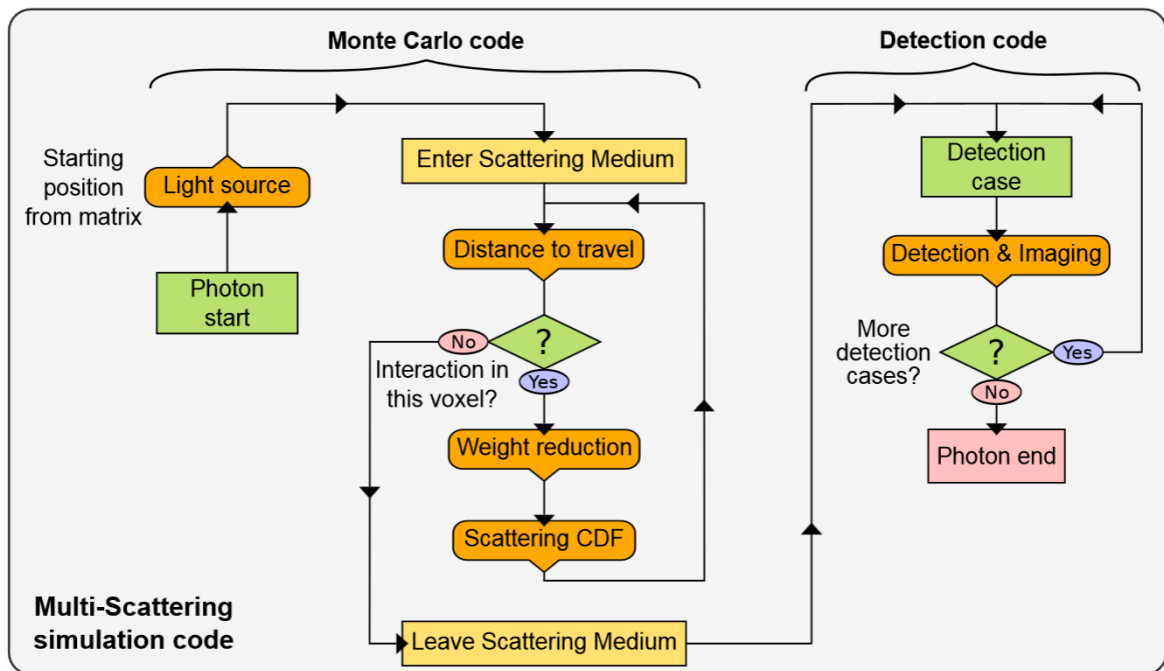 Monte Carlo code
Detection code
Starting
position
from matrix
Light source
Photon
start
Enter Scattering Medium
Distance to travel
?
No
Interaction in
this voxel?
Yes
Weight reduction
Scattering CDF
Leave Scattering Medium
Detection
case
Detection & Imaging
More
detection
cases?
?
Yes
No
Photon end
Multi-Scattering
simulation code